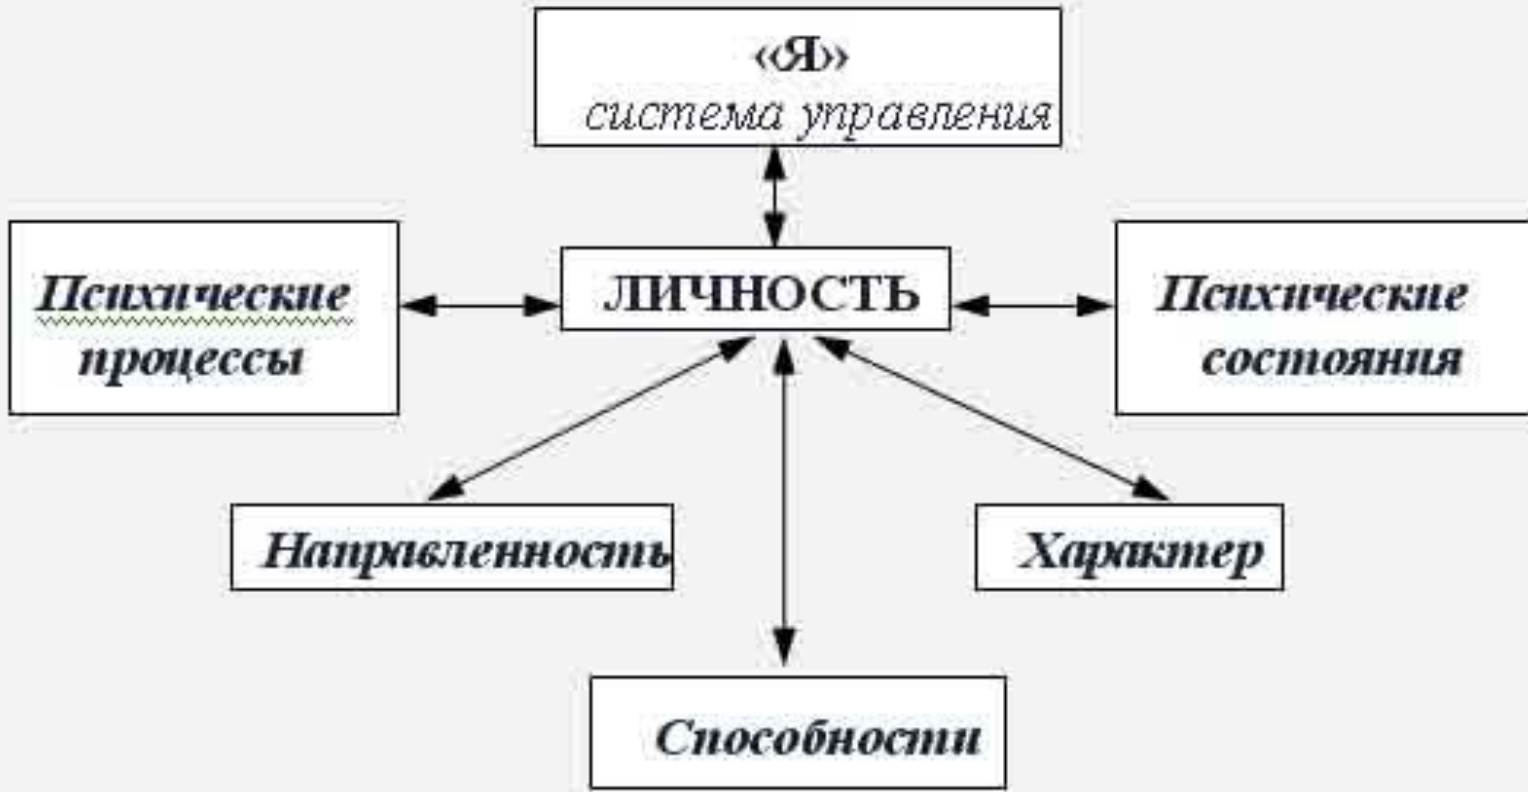 «Я»
система управления
Психические
процессы
ЛИЧНОСТЬ
Психические
состояния
Направленность
Характер
Способности